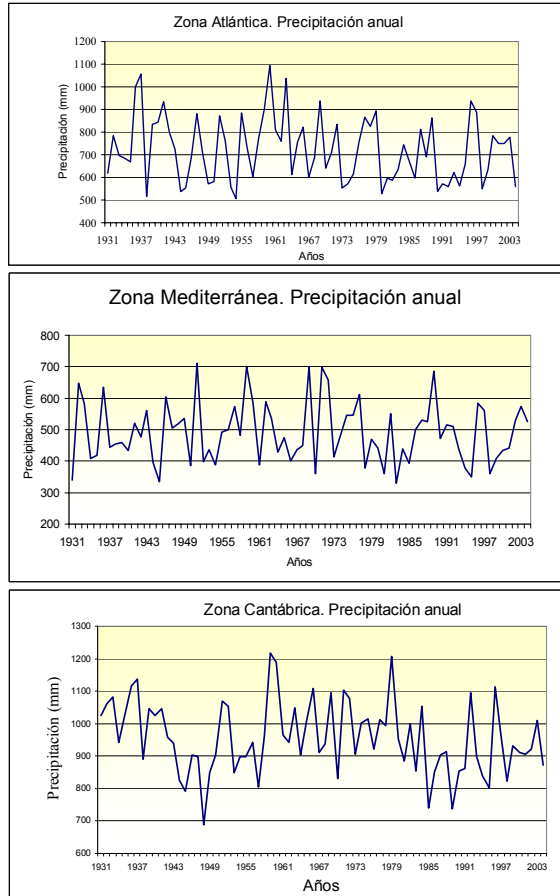 Zona Atlántica. Precipitación anual
Precipitación (mm)
1200
1100
1000
900
800
700
600
500
400
1931 1937 1943 1949 1955 1961 1967 1973 1979 1985 1991 1997 2003
Años
Zona Mediterránea. Precipitación anual
Precipitación (mm)
800
700
600
500
400
300
200
1931 1937 1943 1949 1955 1961 1967 1973 1979 1985 1991 1997 2003
Años
Zona Cantábrica. Precipitación anual
Precipitación (mm)
1300
1200
1100
1000
900
800
700
600
1931 1937 1943 1949 1955 1961 1967 1973 1979 1985 1991 1997 2003
Años